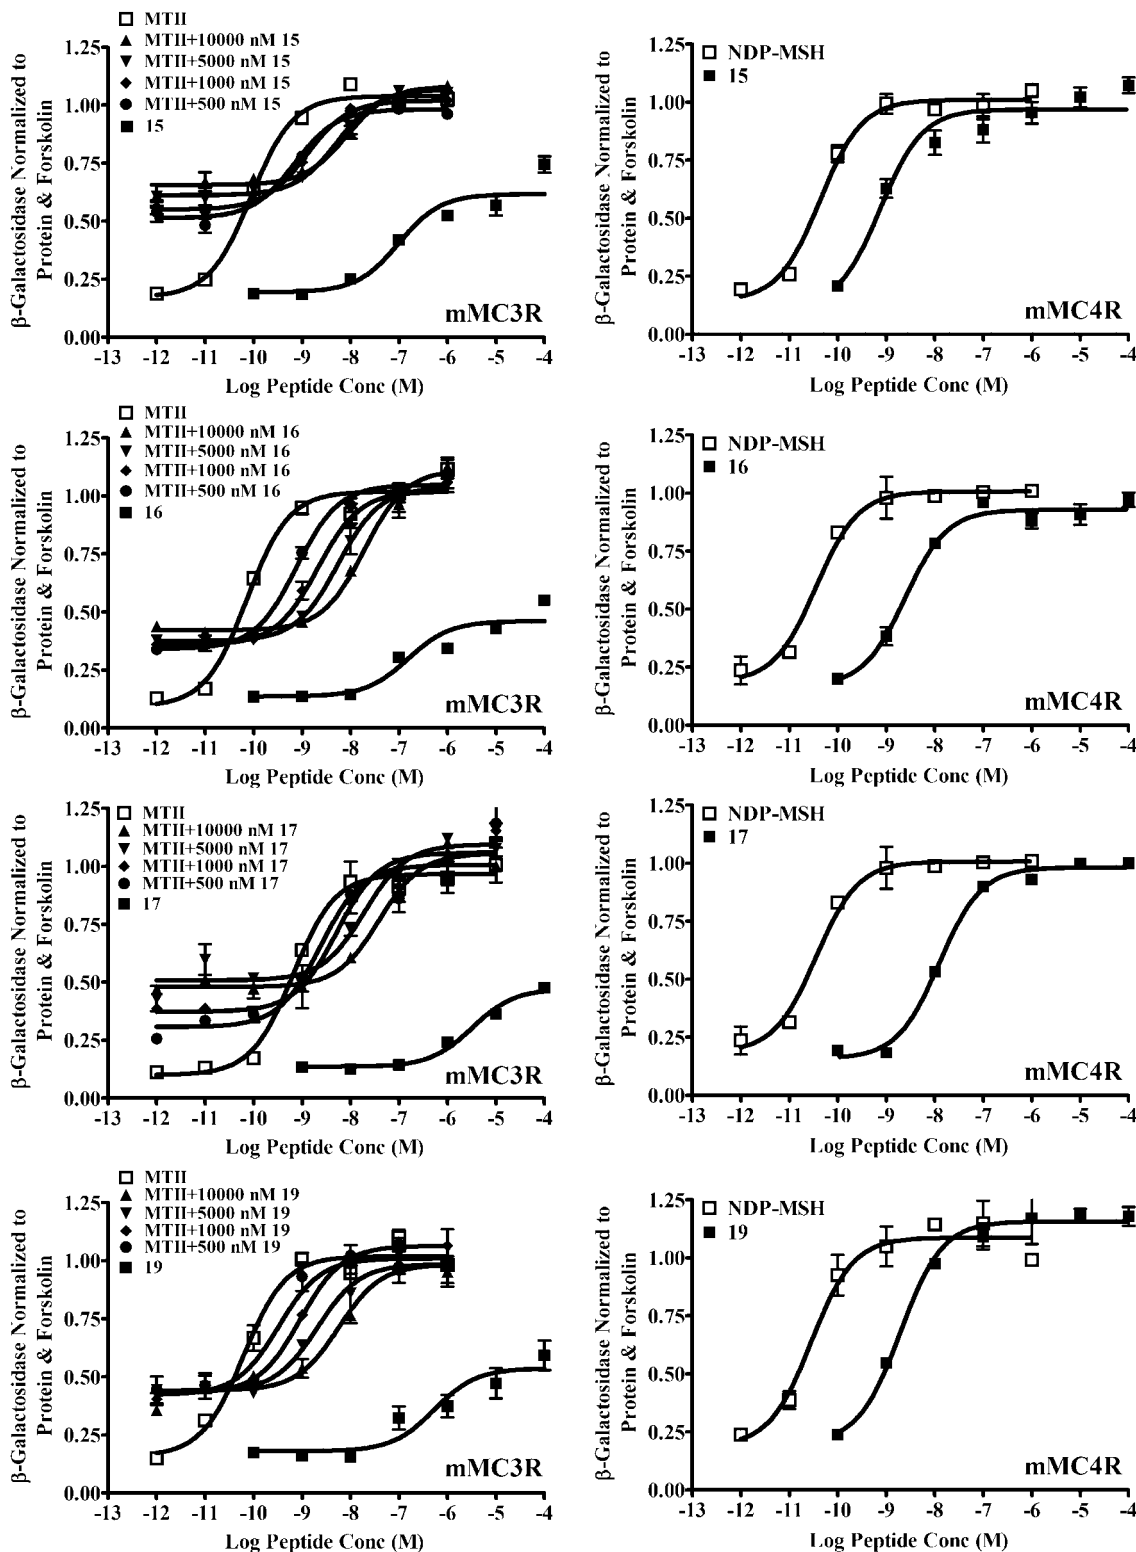 MTII
MTII+10000 nM 15
MTII+5000 nM 15
MTII+1000 nM 15
MTII+500 nM 15
15
β-Galactosidase Normalized to
Protein & Forskolin
1.25
1.00
0.75
0.50
0.25
0.00
mMC3R
-13 -12 -11 -10 -9 -8 -7 -6 -5 -4
Log Peptide Conc (M)
NDP-MSH
15
β-Galactosidase Normalized to
Protein & Forskolin
1.25
1.00
0.75
0.50
0.25
0.00
mMC4R
-13 -12 -11 -10 -9 -8 -7 -6 -5 -4
Log Peptide Conc (M)
MTII
MTII+10000 nM 16
MTII+5000 nM 16
MTII+1000 nM 16
MTII+500 nM 16
16
β-Galactosidase Normalized to
Protein & Forskolin
1.25
1.00
0.75
0.50
0.25
0.00
mMC3R
-13 -12 -11 -10 -9 -8 -7 -6 -5 -4
Log Peptide Conc (M)
NDP-MSH
16
β-Galactosidase Normalized to
Protein & Forskolin
1.25
1.00
0.75
0.50
0.25
0.00
mMC4R
-13 -12 -11 -10 -9 -8 -7 -6 -5 -4
Log Peptide Conc (M)
MTII
MTII+10000 nM 17
MTII+5000 nM 17
MTII+1000 nM 17
MTII+500 nM 17
17
β-Galactosidase Normalized to
Protein & Forskolin
1.25
1.00
0.75
0.50
0.25
0.00
mMC3R
-13 -12 -11 -10 -9 -8 -7 -6 -5 -4
Log Peptide Conc (M)
NDP-MSH
17
β-Galactosidase Normalized to
Protein & Forskolin
1.25
1.00
0.75
0.50
0.25
0.00
mMC4R
-13 -12 -11 -10 -9 -8 -7 -6 -5 -4
Log Peptide Conc (M)
MTII
MTII+10000 nM 19
MTII+5000 nM 19
MTII+1000 nM 19
MTII+500 nM 19
19
β-Galactosidase Normalized to
Protein & Forskolin
1.25
1.00
0.75
0.50
0.25
0.00
mMC3R
-13 -12 -11 -10 -9 -8 -7 -6 -5 -4
Log Peptide Conc (M)
NDP-MSH
19
β-Galactosidase Normalized to
Protein & Forskolin
1.25
1.00
0.75
0.50
0.25
0.00
mMC4R
-13 -12 -11 -10 -9 -8 -7 -6 -5 -4
Log Peptide Conc (M)